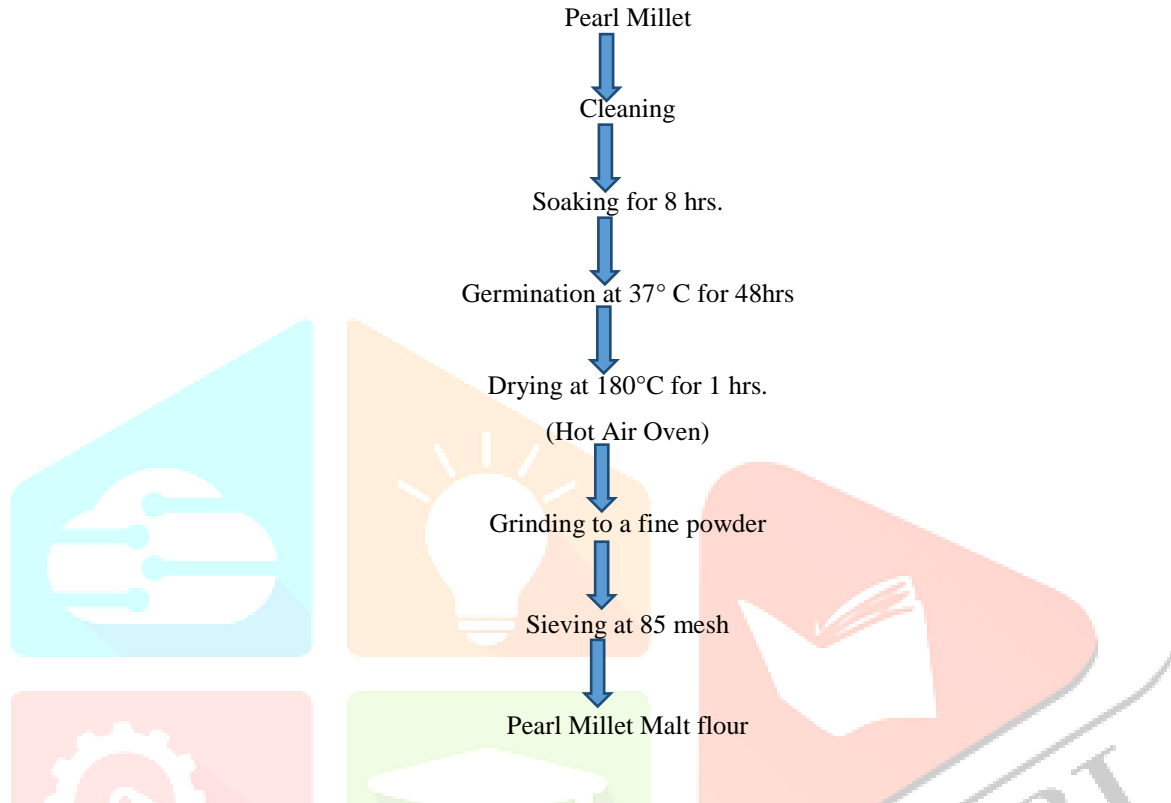 Pearl Millet
Cleaning
Soaking for 8 hrs.
Germination at 37° C for 48hrs
Drying at 180°C for 1 hrs.
(Hot Air Oven)
Grinding to a fine powder
Sieving at 85 mesh
Pearl Millet Malt flour